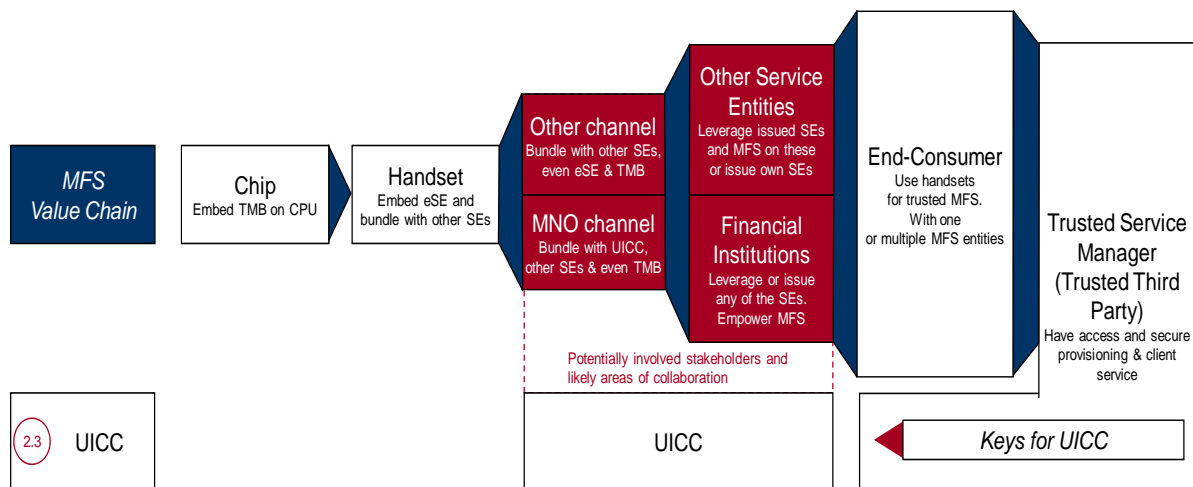 MFS
Value Chain
Chip
Embed TMB on CPU
Handset
Embed eSE and
bundle with other SEs
Other channel
Bundle with other SEs,
even eSE & TMB
MNO channel
Bundle with UICC,
other SEs & even TMB
Other Service
Entities
Leverage issued SEs
and MFS on these
or issue own SEs
Financial
Institutions
Leverage or issue
any of the SEs.
Empower MFS
End-Consumer
Use handsets
for trusted MFS.
With one
or multiple MFS entities
Trusted Service
Manager
(Trusted Third
Party)
Have access and secure
provisioning & client
service
Potentially involved stakeholders and
likely areas of collaboration
2.3
UICC
UICC
Keys for UICC